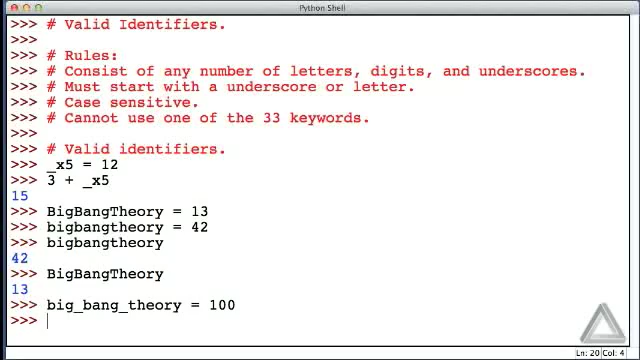 Python Shell
>>> # Valid Identifiers.
>>>
>>> # Rules:
>>> # Consist of any number of letters, digits, and underscores.
>>> # Must start with a underscore or letter.
>>> # Case sensitive.
>>> # Cannot use one of the 33 keywords.
>>>
>>> # Valid identifiers.
>>> _x5 = 12
>>> 3 + _x5
15
>>> BigBangTheory = 13
>>> bigbangtheory = 42
>>> bigbangtheory
42
>>> BigBangTheory
13
>>> big_bang_theory = 100
>>>
Ln: 20 Col: 4